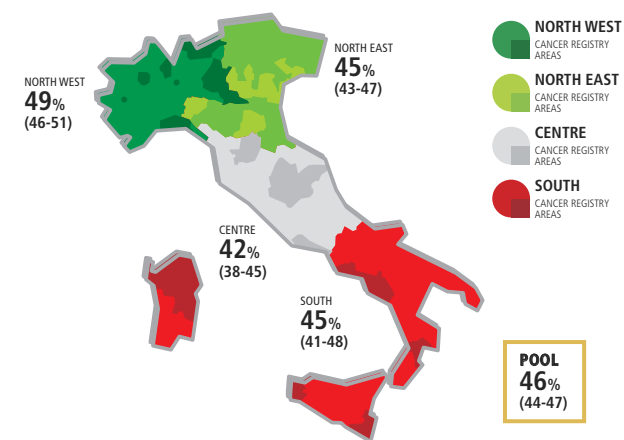 NORTH WEST
49%
(46-51)
NORTH EAST
45%
(43-47)
CENTRE
42%
(38-45)
SOUTH
45%
(41-48)
NORTH WEST
CANCER REGISTRY
AREAS
NORTH EAST
CANCER REGISTRY
AREAS
CENTRE
CANCER REGISTRY
AREAS
SOUTH
CANCER REGISTRY
AREAS
POOL
46%
(44-47)